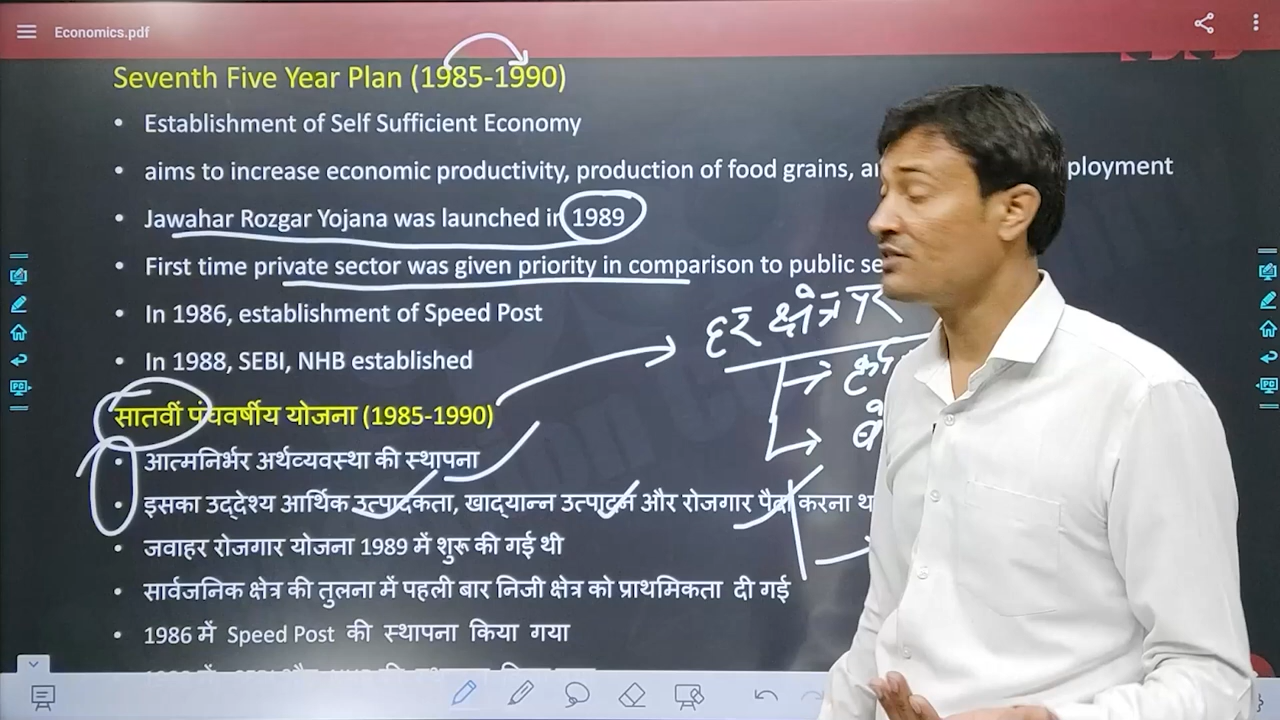 Economics.pdf
Seventh Five Year Plan (1985-1990)
• Establishment of Self Sufficient Economy
• aims to increase economic productivity, production of food grains, ployment
• Jawahar Rozgar Yojana was launched in 1989
• First time private sector was given priority in comparison to public
• In 1986, establishment of Speed Post
हर क्षेत्र पर
• In 1988, SEBI, NHB established
सातवीं पंचवर्षीय योजना (1985-1990)
• आत्मनिर्भर अर्थव्यवस्था की स्थापना
• इसका उद्देश्य आर्थिक उत्पादकता, खाद्यान्न उत्पादन और रोजगार पैदा करना
• जवाहर रोजगार योजना 1989 में शुरू की गई थी
• सार्वजनिक क्षेत्र की तुलना में पहली बार निजी क्षेत्र को प्राथमिकता दी गई
• 1986 में Speed Post की स्थापना किया गया